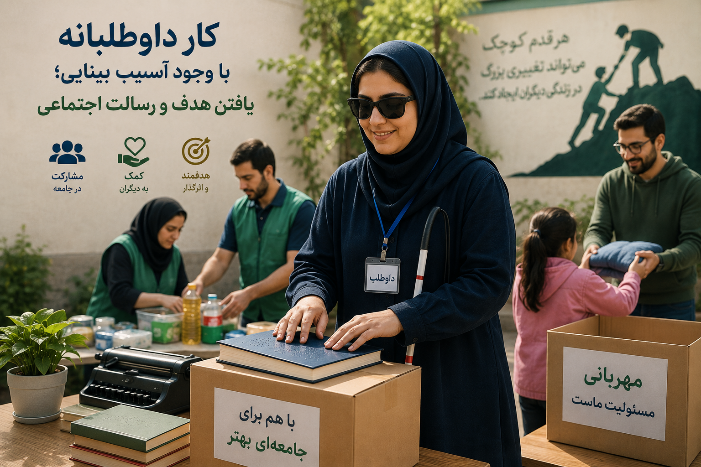 کار داوطلبانه
با وجود آسیب بینایی؛
یافتن هدف و رسالت اجتماعی
هدفمند
و اثرگذار
کمک
به دیگران
مشارکت
در جامعه
هر قدم کوچک
می‌تواند تغییری بزرگ
در زندگی دیگران ایجاد کند.
داوطلب
با هم برای
جامعه‌ای بهتر
مهربانی
مسئولیت ماست